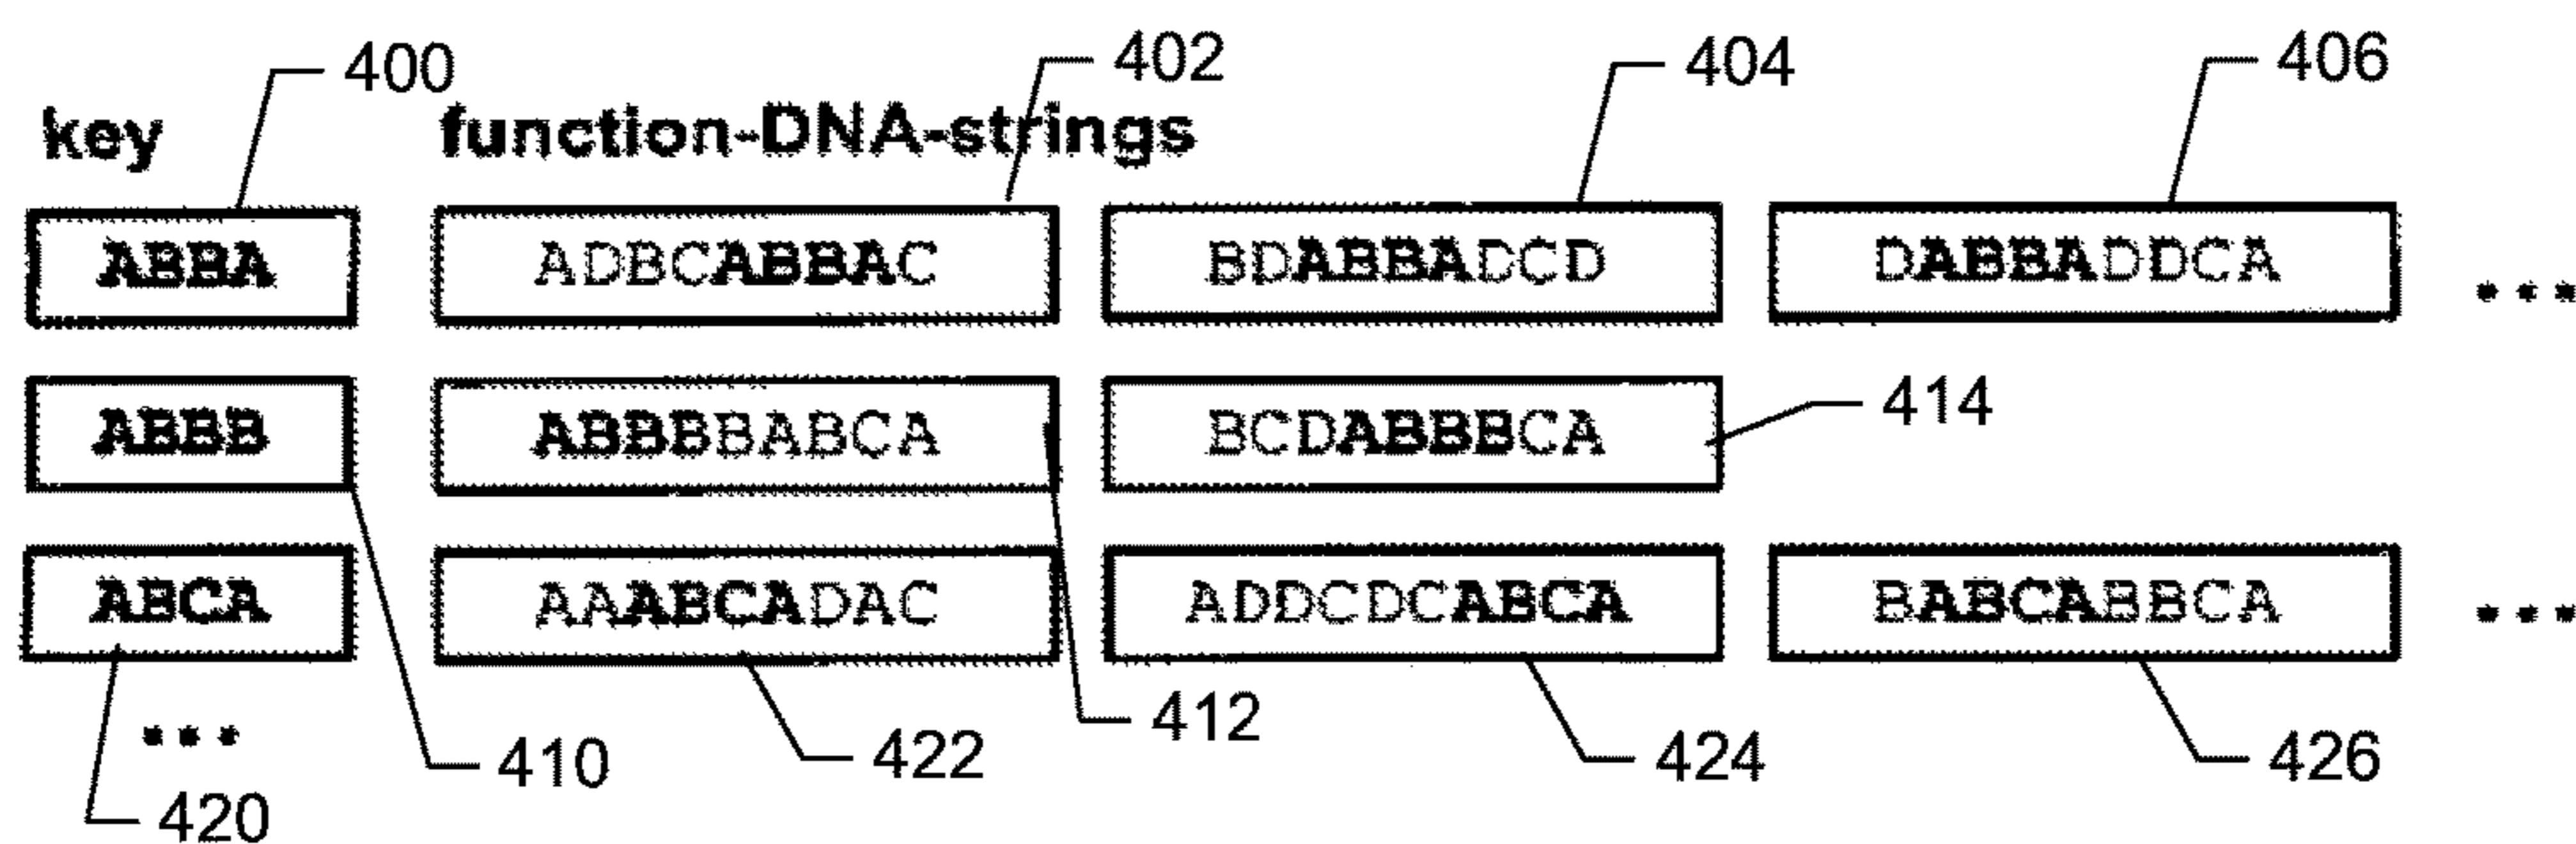 400 402 404 406
key function-DNA-strings
ABBA ADBCABBAC BDABBADCD DABBADDCA ...
ABBB ABBBBABCA BCDABBBCA 414
ABCA AAABCADAC ADDCDCABCA BABCABBCA ...
... 410 422 412 424 426
420